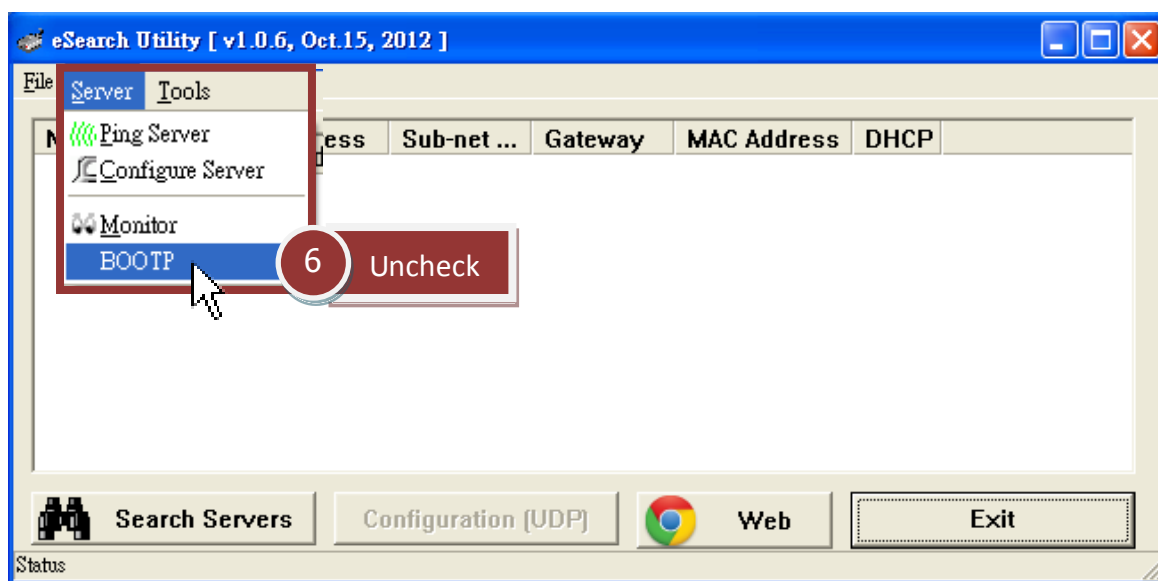 eSearch Utility [ v1.0.6, Oct.15, 2012 ]
File Server Tools
N ess Sub-net ... Gateway MAC Address DHCP
Ping Server
Configure Server
Monitor
BOOTP
6 Uncheck
Search Servers Configuration (UDP) Web Exit
Status